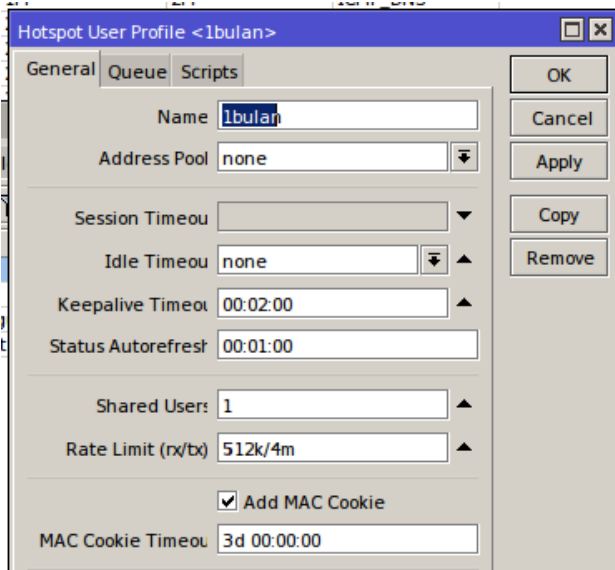 Hotspot User Profile <1bulan>
General Queue Scripts
Name 1bulan
Address Pool none
Session Timeou
Idle Timeou none
Keepalive Timeou 00:02:00
Status Autorefresh 00:01:00
Shared Users 1
Rate Limit (rx/tx) 512k/4m
Add MAC Cookie
MAC Cookie Timeou 3d 00:00:00
OK
Cancel
Apply
Copy
Remove